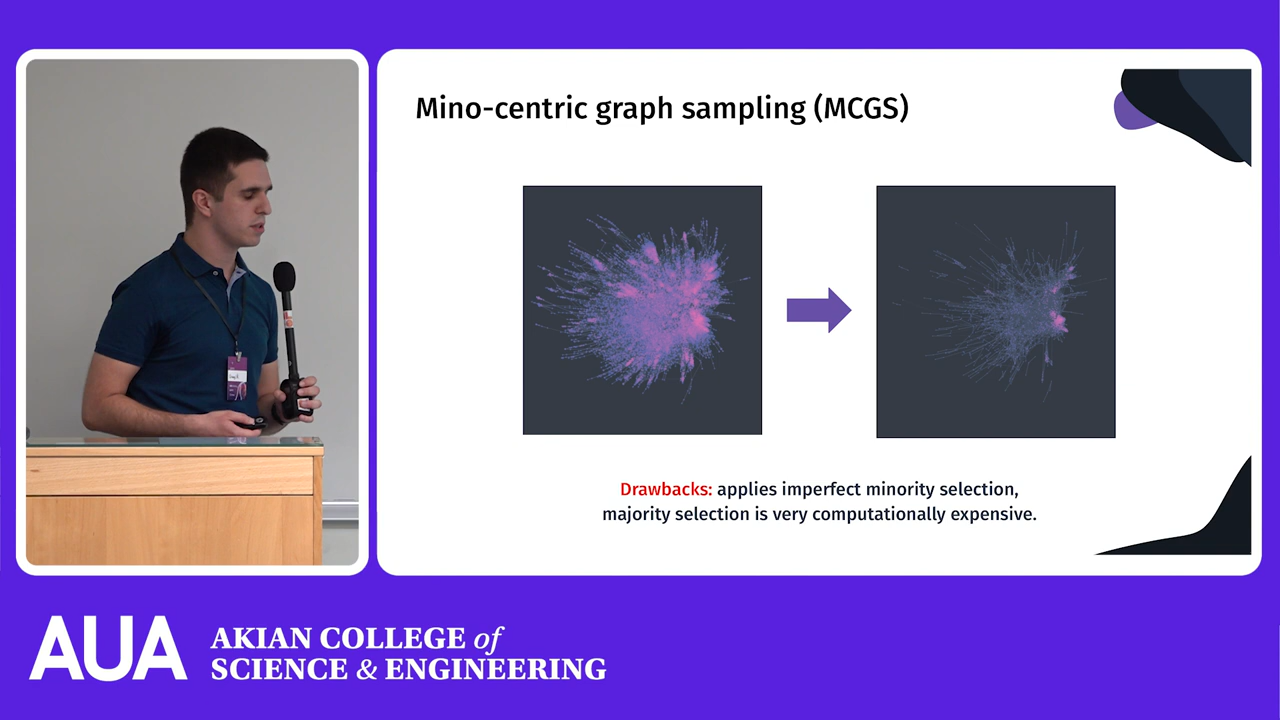 Mino-centric graph sampling (MCGS)
Drawbacks: applies imperfect minority selection,
majority selection is very computationally expensive.
AUA
AKIAN COLLEGE of
SCIENCE & ENGINEERING